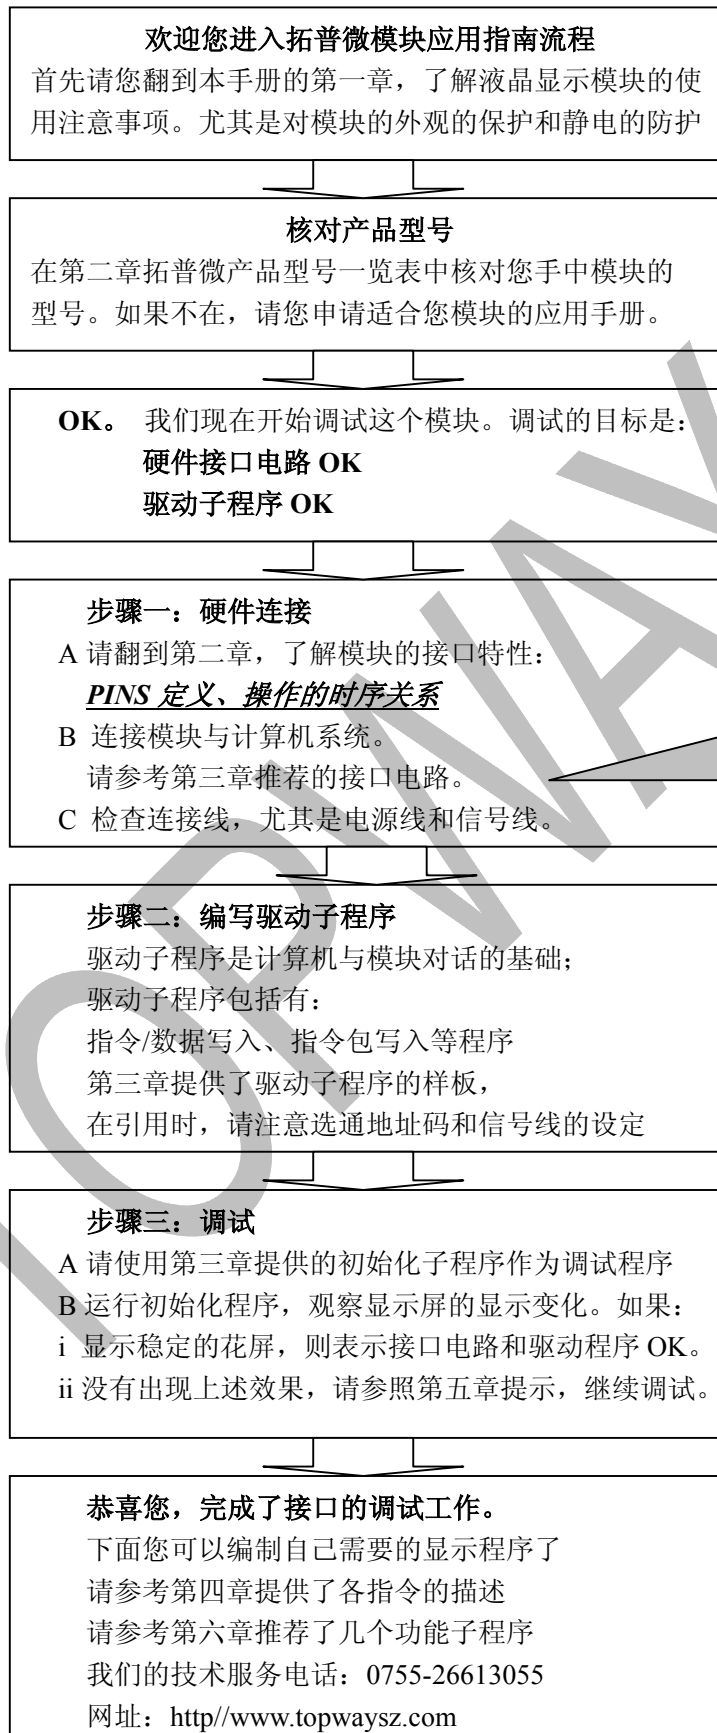 欢迎您进入拓普微模块应用指南流程
首先请您翻到本手册的第一章，了解液晶显示模块的使
用注意事项。尤其是对模块的外观的保护和静电的防护
核对产品型号
在第二章拓普微产品型号一览表中核对您手中模块的
型号。如果不在，请您申请适合您模块的应用手册。
OK。 我们现在开始调试这个模块。调试的目标是：
硬件接口电路 OK
驱动子程序 OK
步骤一：硬件连接
A 请翻到第二章，了解模块的接口特性：
PINS 定义、操作的时序关系
B 连接模块与计算机系统。
请参考第三章推荐的接口电路。
C 检查连接线，尤其是电源线和信号线。
步骤二：编写驱动子程序
驱动子程序是计算机与模块对话的基础；
驱动子程序包括有：
指令/数据写入、指令包写入等程序
第三章提供了驱动子程序的样板，
在引用时，请注意选通地址码和信号线的设定
步骤三：调试
A 请使用第三章提供的初始化子程序作为调试程序
B 运行初始化程序，观察显示屏的显示变化。如果：
i 显示稳定的花屏，则表示接口电路和驱动程序 OK。
ii 没有出现上述效果，请参照第五章提示，继续调试。
恭喜您，完成了接口的调试工作。
下面您可以编制自己需要的显示程序了
请参考第四章提供了各指令的描述
请参考第六章推荐了几个功能子程序
我们的技术服务电话：0755-26613055
网址：http//www.topwaysz.com
TOPWAY